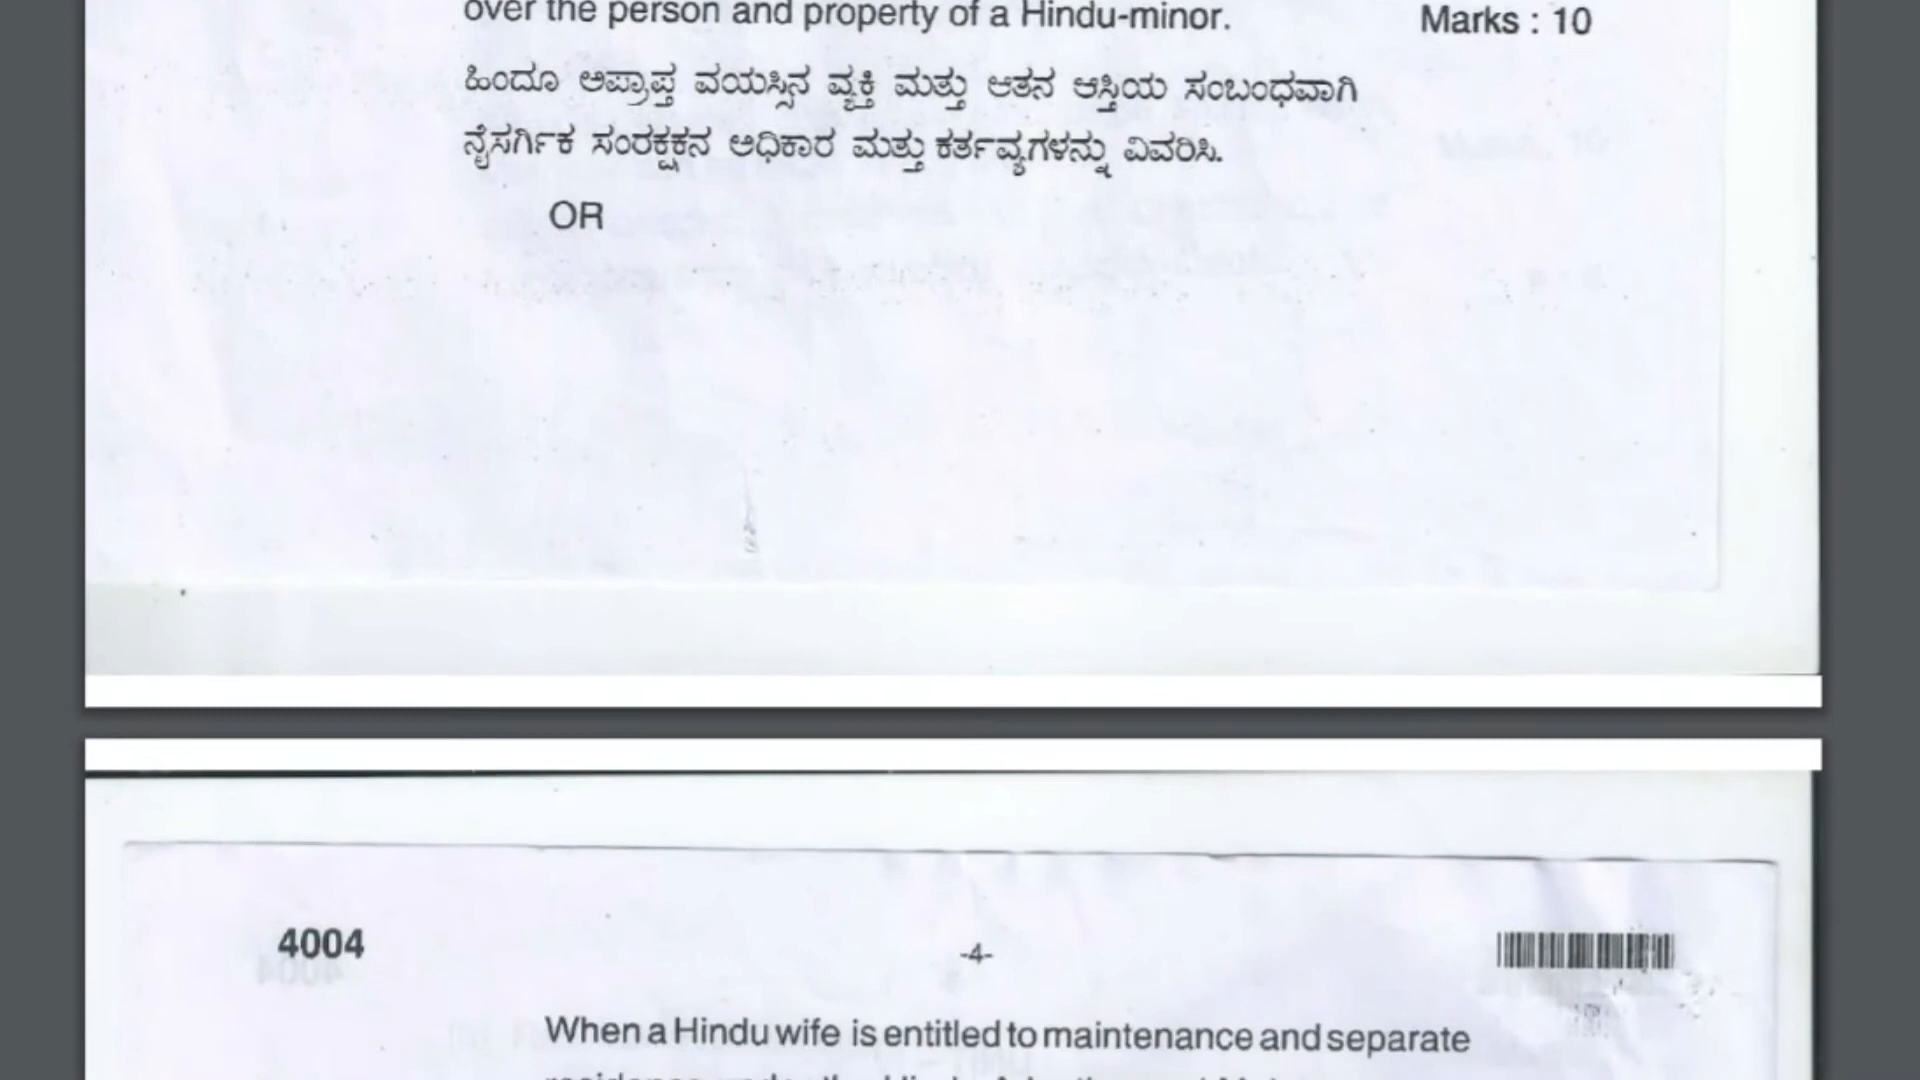 over the person and property of a Hindu-minor.
Marks : 10
ಹಿಂದೂ ಅಪ್ರಾಪ್ತ ವಯಸ್ಸಿನ ವ್ಯಕ್ತಿ ಮತ್ತು ಆತನ ಆಸ್ತಿಯ ಸಂಬಂಧವಾಗಿ
ನೈಸರ್ಗಿಕ ಸಂರಕ್ಷಕನ ಅಧಿಕಾರ ಮತ್ತು ಕರ್ತವ್ಯಗಳನ್ನು ವಿವರಿಸಿ.
OR
4004
-4-
When a Hindu wife is entitled to maintenance and separate